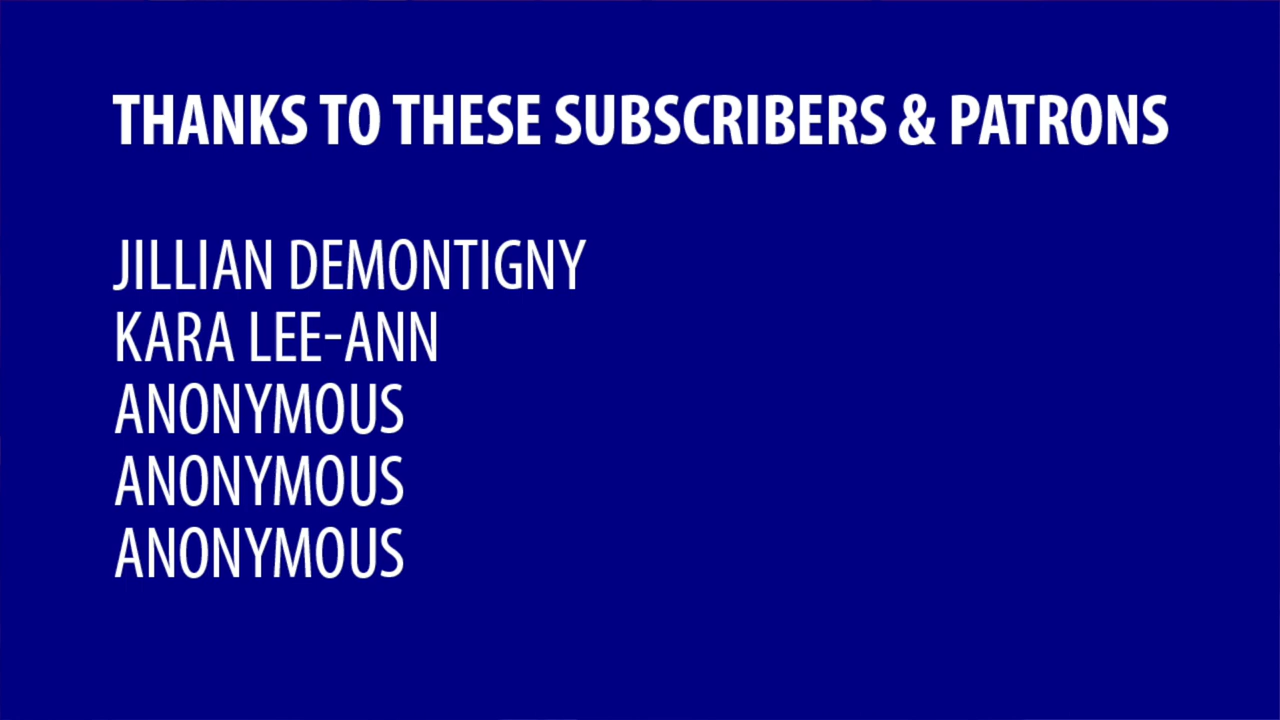 THANKS TO THESE SUBSCRIBERS & PATRONS
JILLIAN DEMONTIGNY
KARA LEE-ANN
ANONYMOUS
ANONYMOUS
ANONYMOUS